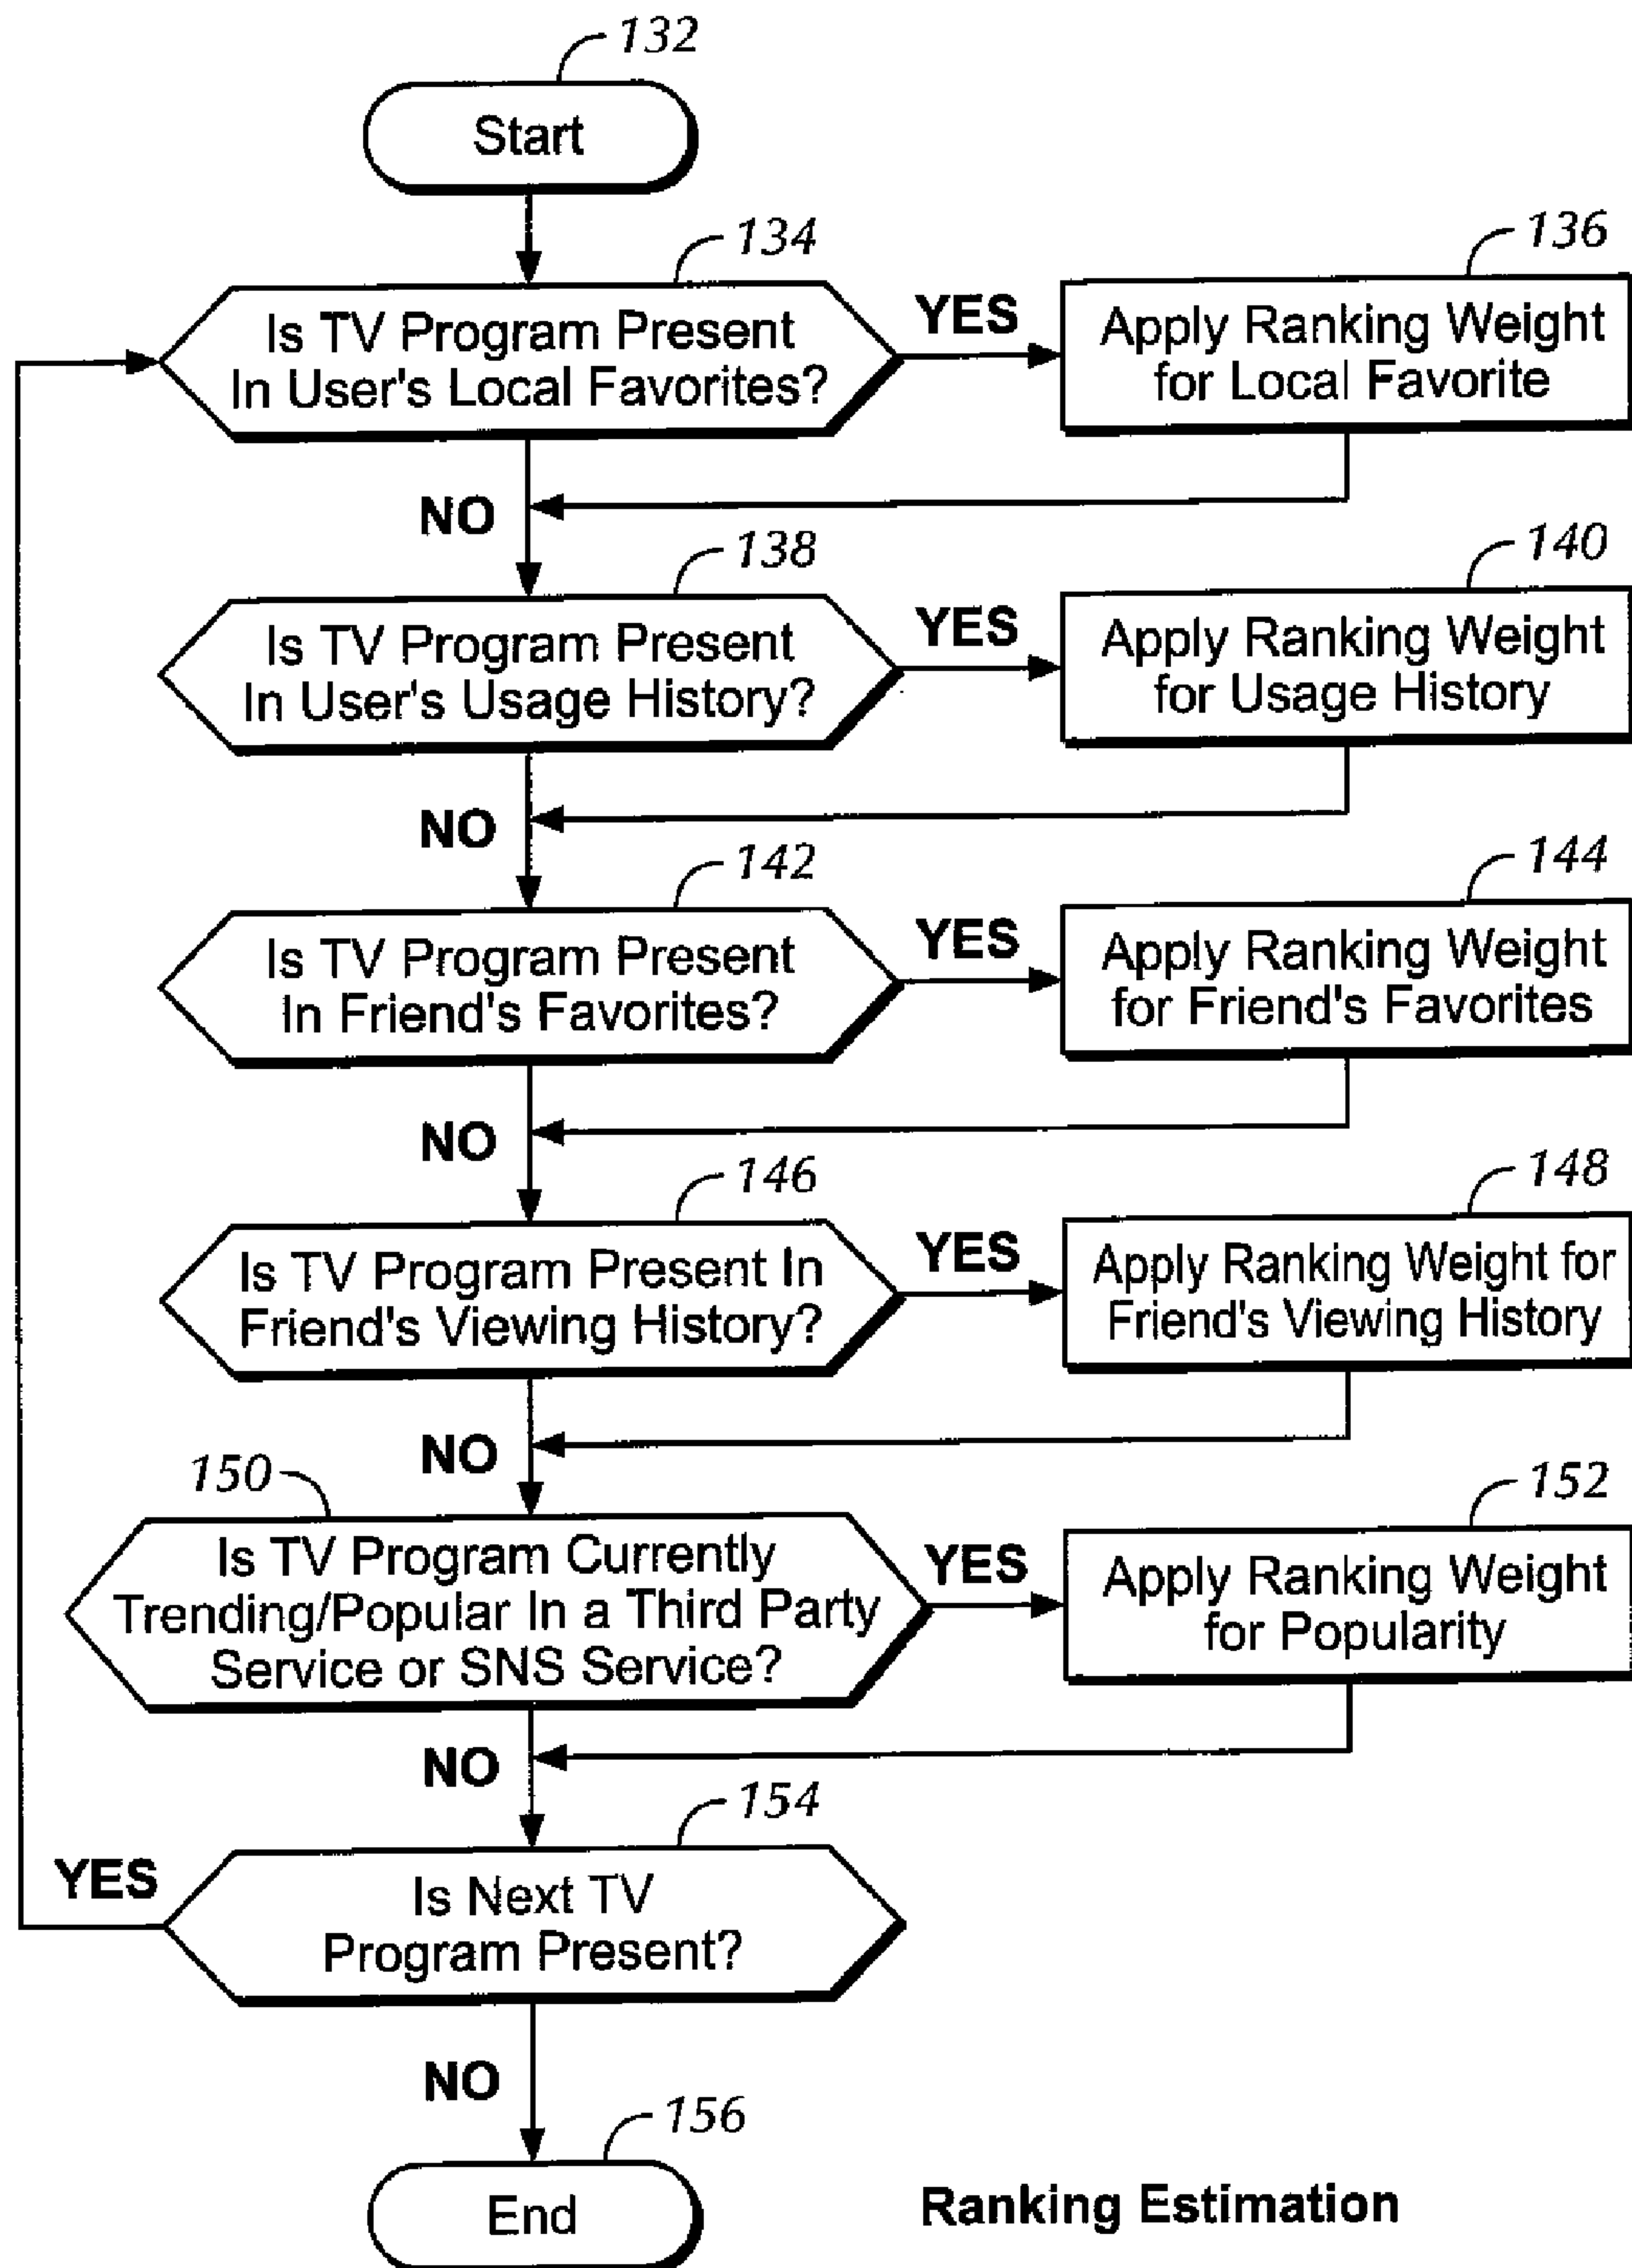 132
Start
134
Is TV Program Present
In User's Local Favorites?
YES
136
Apply Ranking Weight
for Local Favorite
NO
138
Is TV Program Present
In User's Usage History?
YES
140
Apply Ranking Weight
for Usage History
NO
142
Is TV Program Present
In Friend's Favorites?
YES
144
Apply Ranking Weight
for Friend's Favorites
NO
146
Is TV Program Present In
Friend's Viewing History?
YES
148
Apply Ranking Weight for
Friend's Viewing History
NO
150
Is TV Program Currently
Trending/Popular In a Third Party
Service or SNS Service?
YES
152
Apply Ranking Weight
for Popularity
NO
154
Is Next TV
Program Present?
YES
NO
156
End
Ranking Estimation